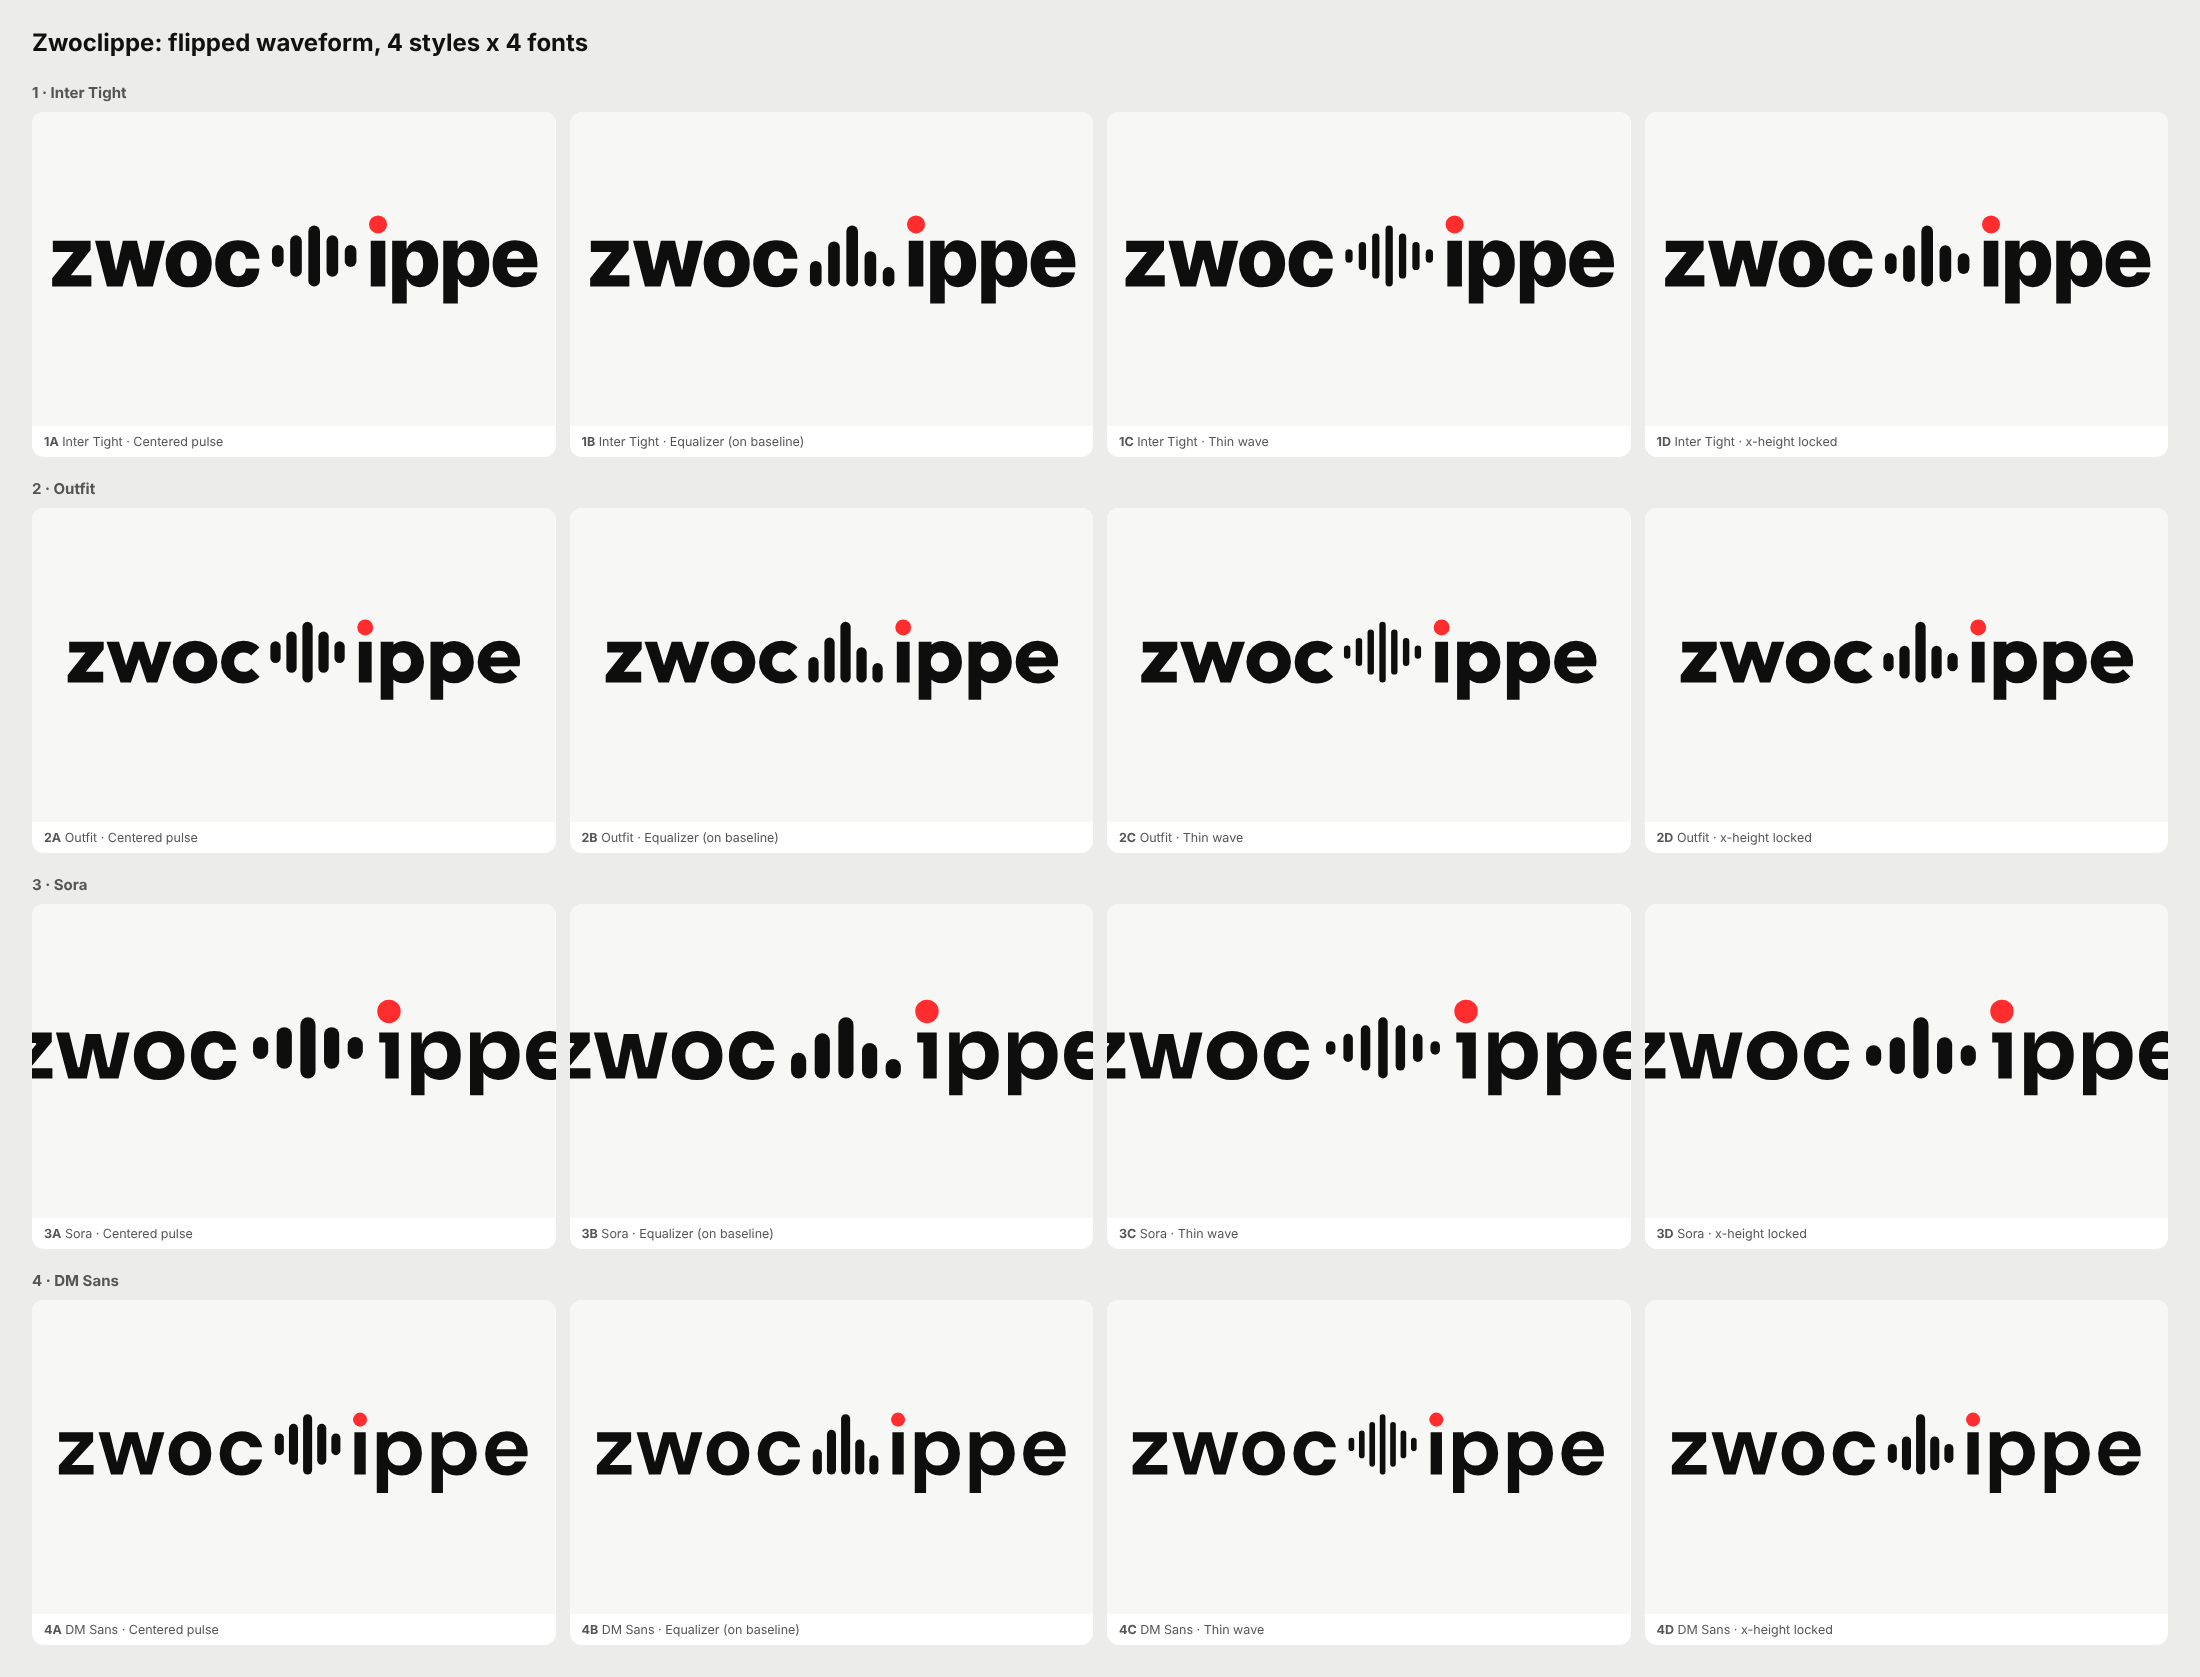 Zwoclippe: flipped waveform, 4 styles x 4 fonts
1 · Inter Tight
zwoc ippe
zwoc ippe
zwoc ippe
zwoc ippe
1A Inter Tight · Centered pulse
1B Inter Tight · Equalizer (on baseline)
1C Inter Tight · Thin wave
1D Inter Tight · x-height locked
2 · Outfit
zwoc ippe
zwoc ippe
zwoc ippe
zwoc ippe
2A Outfit · Centered pulse
2B Outfit · Equalizer (on baseline)
2C Outfit · Thin wave
2D Outfit · x-height locked
3 · Sora
zwoc ippe
zwoc ippe
zwoc ippe
zwoc ippe
3A Sora · Centered pulse
3B Sora · Equalizer (on baseline)
3C Sora · Thin wave
3D Sora · x-height locked
4 · DM Sans
zwoc ippe
zwoc ippe
zwoc ippe
zwoc ippe
4A DM Sans · Centered pulse
4B DM Sans · Equalizer (on baseline)
4C DM Sans · Thin wave
4D DM Sans · x-height locked